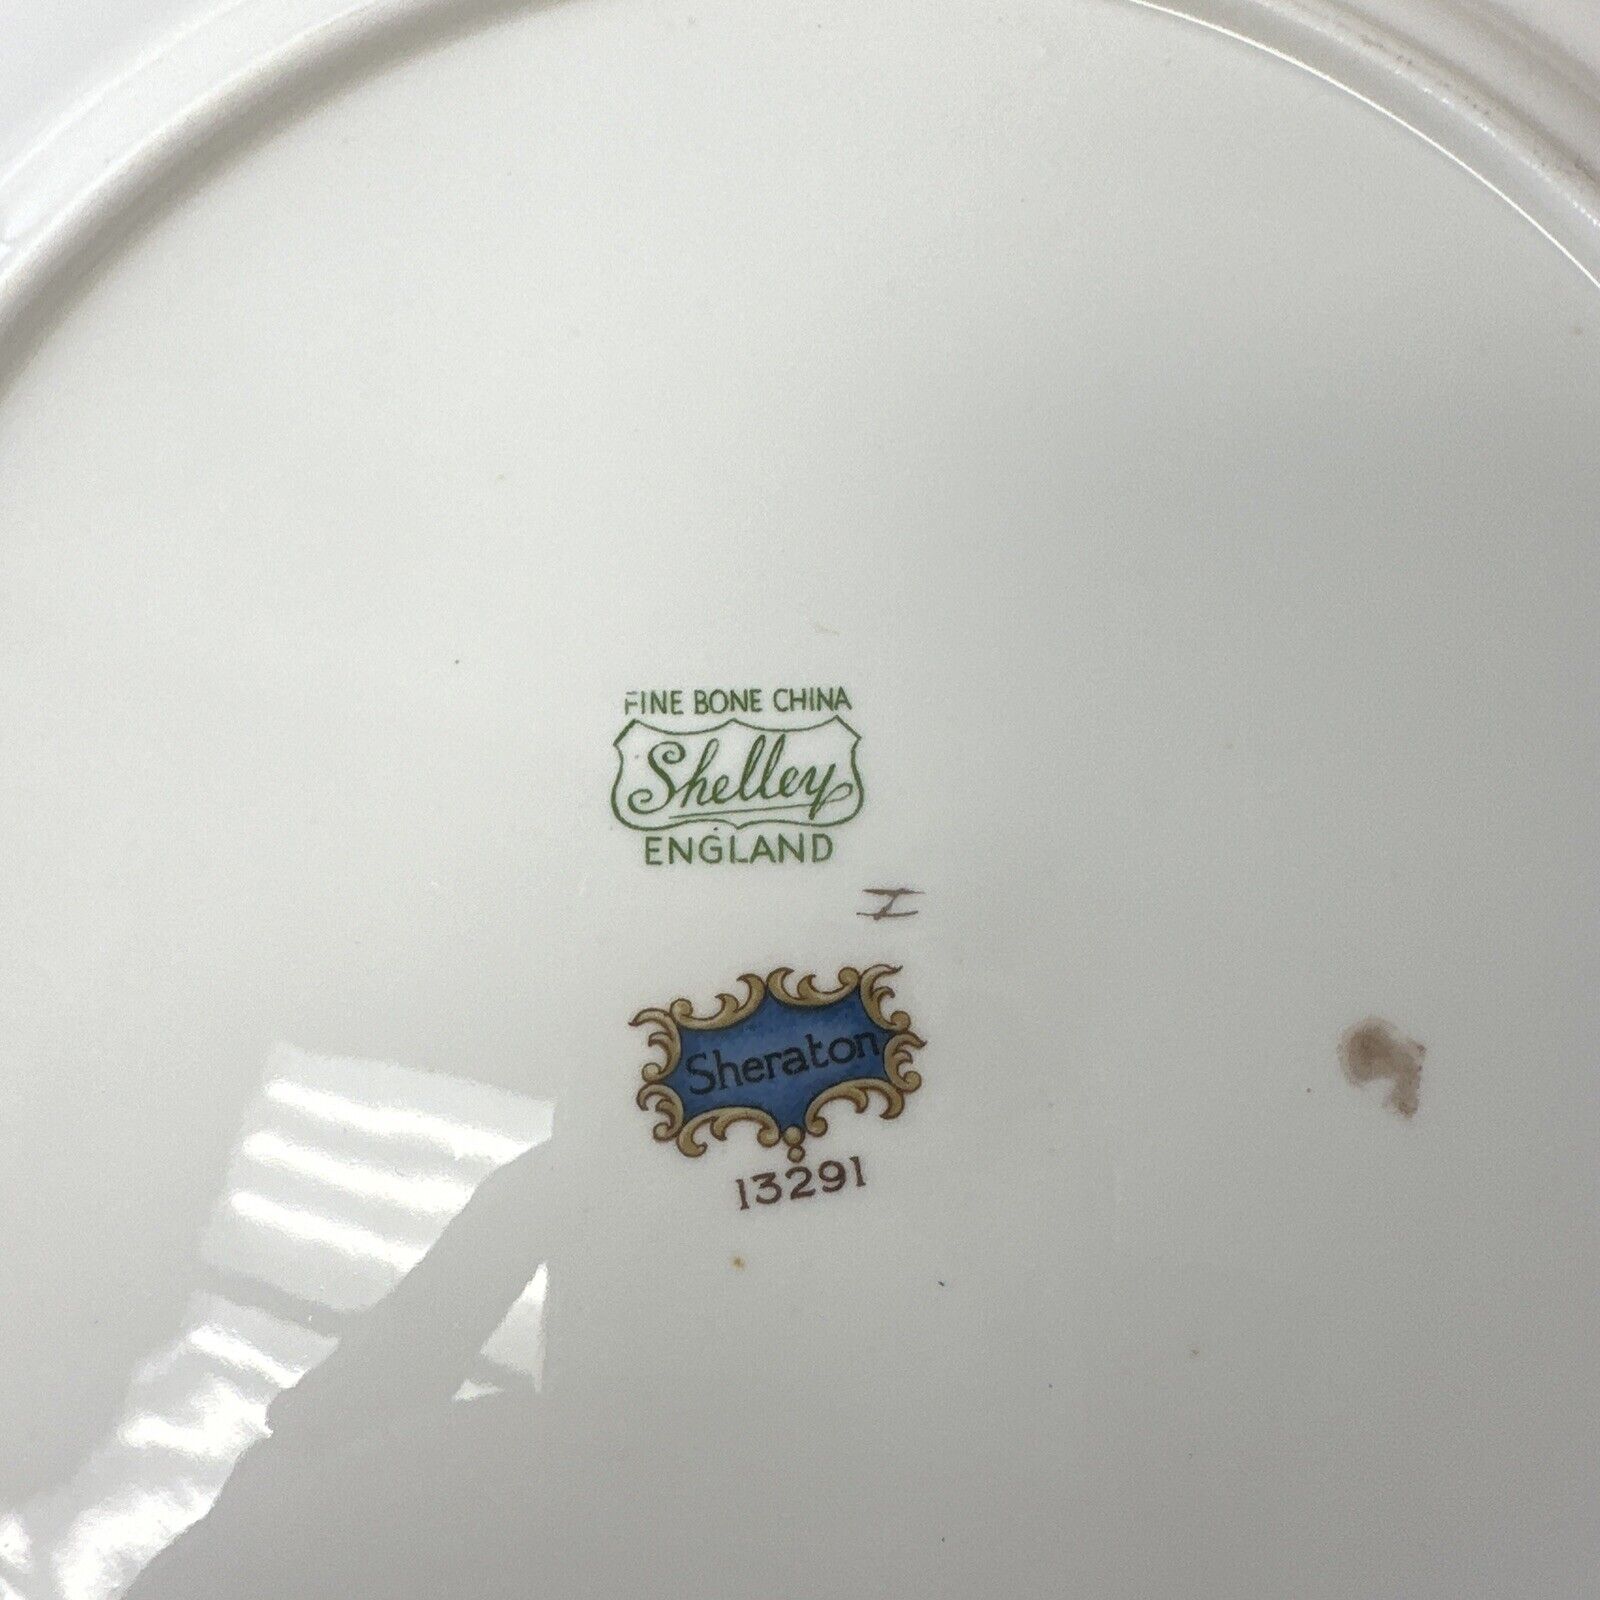 FINE BONE CHINA
Shelley
ENGLAND
I
Sheraton
13291